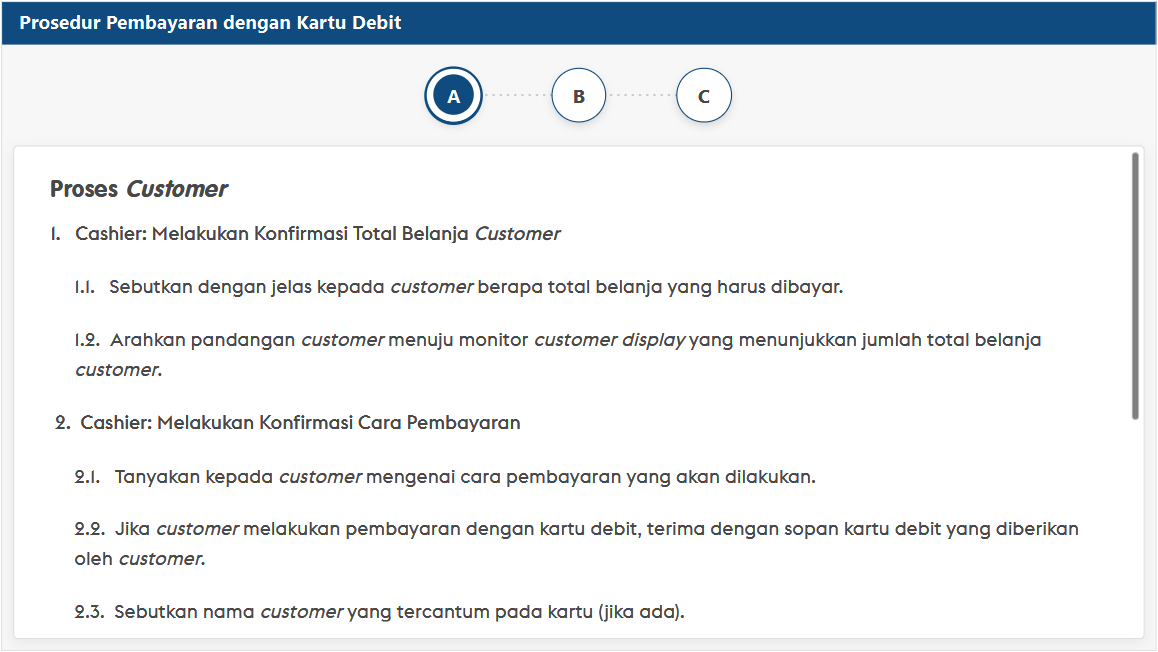 Prosedur Pembayaran dengan Kartu Debit
A B C
Proses Customer
1. Cashier: Melakukan Konfirmasi Total Belanja Customer
1.1. Sebutkan dengan jelas kepada customer berapa total belanja yang harus dibayar.
1.2. Arahkan pandangan customer menuju monitor customer display yang menunjukkan jumlah total belanja
customer.
2. Cashier: Melakukan Konfirmasi Cara Pembayaran
2.1. Tanyakan kepada customer mengenai cara pembayaran yang akan dilakukan.
2.2. Jika customer melakukan pembayaran dengan kartu debit, terima dengan sopan kartu debit yang diberikan
oleh customer.
2.3. Sebutkan nama customer yang tercantum pada kartu (jika ada).